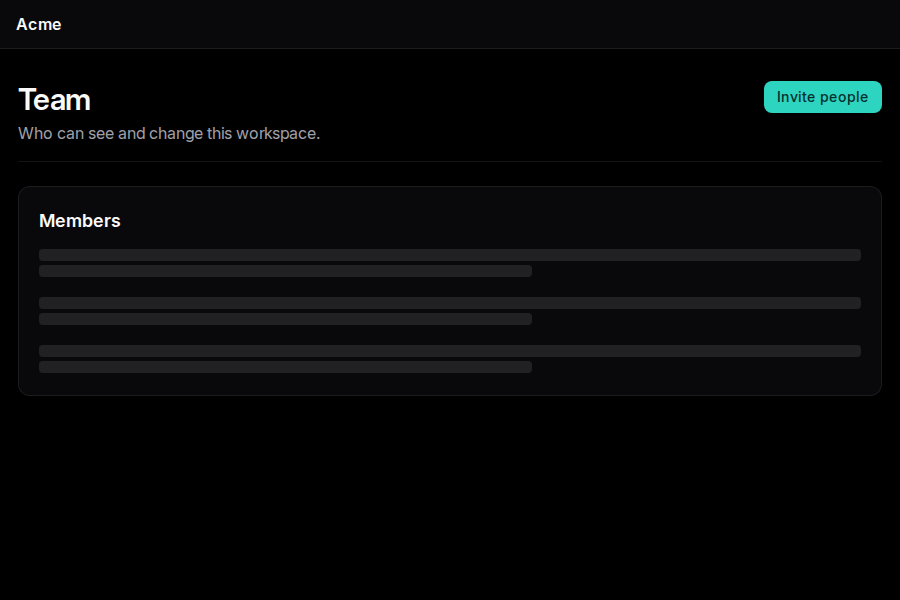 Acme
Team
Invite people
Who can see and change this workspace.
Members